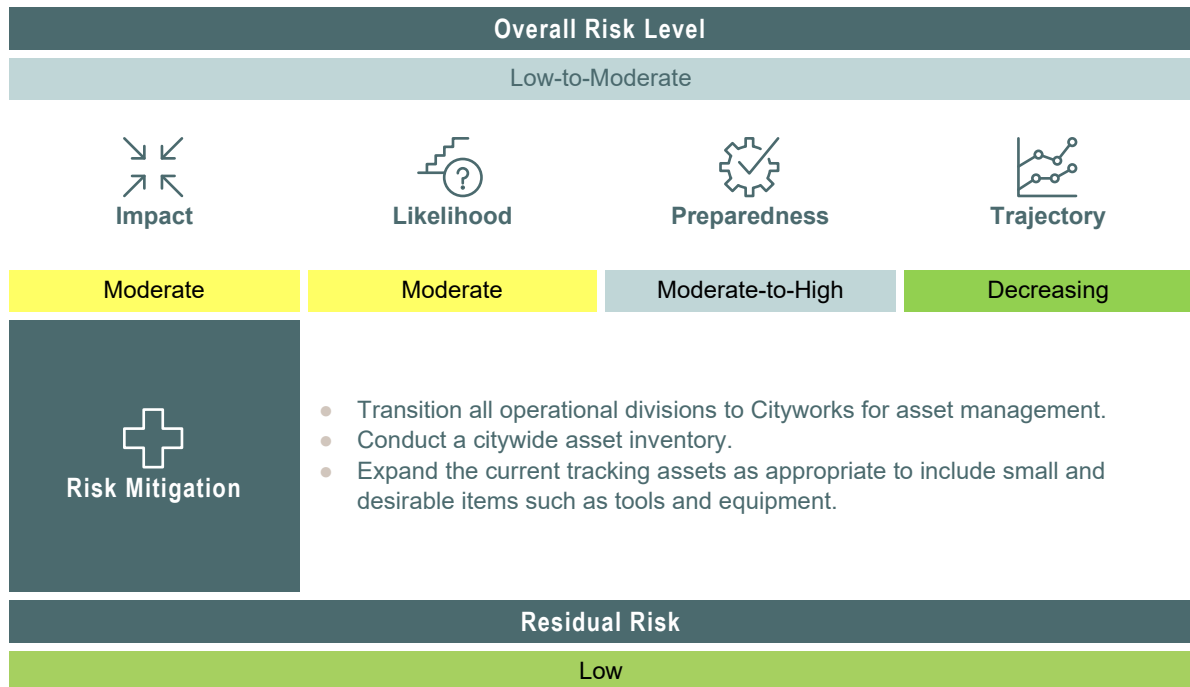 Overall Risk Level
Low-to-Moderate
Impact
Likelihood
Preparedness
Trajectory
Moderate
Moderate
Moderate-to-High
Decreasing
Risk Mitigation
● Transition all operational divisions to Cityworks for asset management.
● Conduct a citywide asset inventory.
● Expand the current tracking assets as appropriate to include small and
desirable items such as tools and equipment.
Residual Risk
Low